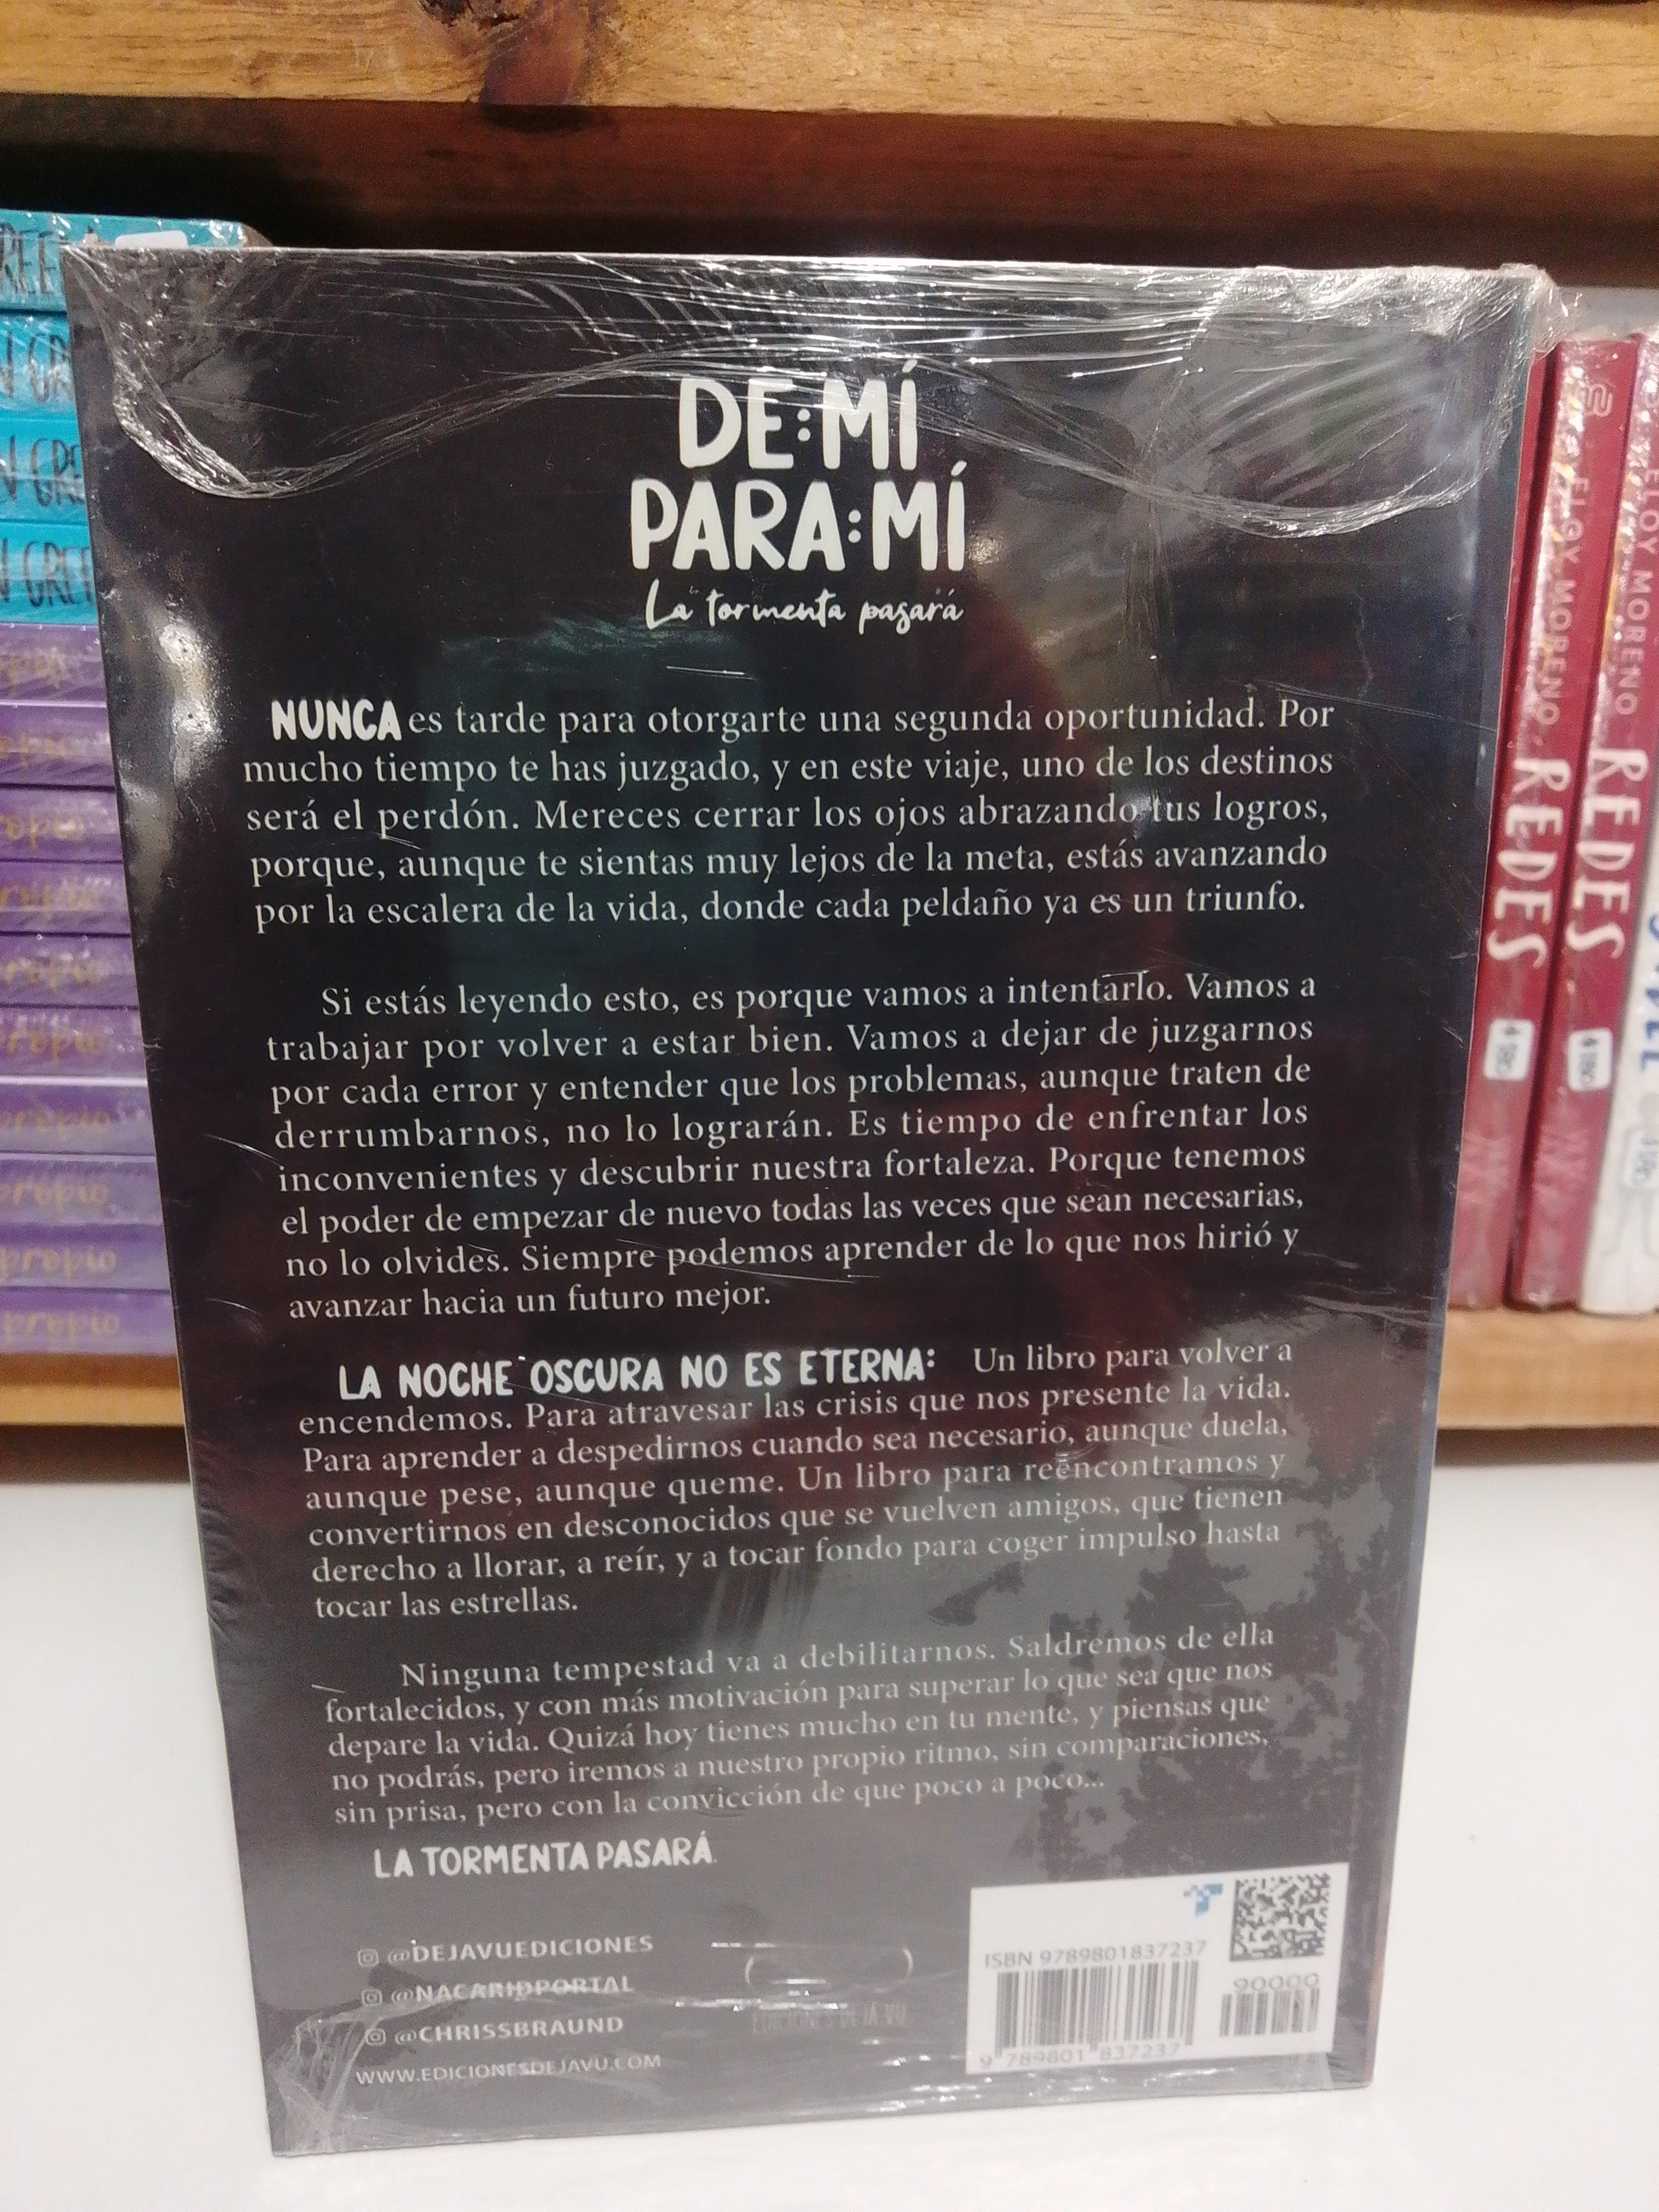 DE:MÍ
PARA:MÍ
La tormenta pasará
NUNCA es tarde para otorgarte una segunda oportunidad. Por
mucho tiempo te has juzgado, y en este viaje, uno de los destinos
será el perdón. Mereces cerrar los ojos abrazando tus logros,
porque, aunque te sientas muy lejos de la meta, estás avanzando
por la escalera de la vida, donde cada peldaño ya es un triunfo.
Si estás leyendo esto, es porque vamos a intentarlo. Vamos a
trabajar por volver a estar bien. Vamos a dejar de juzgarnos
por cada error y entender que los problemas, aunque traten de
derrumbarnos, no lo lograrán. Es tiempo de enfrentar los
inconvenientes y descubrir nuestra fortaleza. Porque tenemos
el poder de empezar de nuevo todas las veces que sean necesarias,
no lo olvides. Siempre podemos aprender de lo que nos hirió y
avanzar hacia un futuro mejor.
LA NOCHE OSCURA NO ES ETERNA: Un libro para volver a
encendernos. Para atravesar las crisis que nos presente la vida.
Para aprender a despedirnos cuando sea necesario, aunque duela,
aunque pese, aunque queme. Un libro para reencontrarnos y
convertirnos en desconocidos que se vuelven amigos, que tienen
derecho a llorar, a reír, y a tocar fondo para coger impulso hasta
tocar las estrellas.
Ninguna tempestad va a debilitarnos. Saldremos de ella
fortalecidos, y con más motivación para superar lo que sea que nos
depare la vida. Quizá hoy tienes mucho en tu mente, y piensas que
no podrás, pero iremos a nuestro propio ritmo, sin comparaciones,
sin prisa, pero con la convicción de que poco a poco...
LA TORMENTA PASARÁ.
@DEJAVUEDICIONES
@NACARIDPORTAL
@CHRISSBRAUND
WWW.EDICIONESDEJAVU.COM
EDICIONES DE JÁ VU
ISBN 9789801837237
90000
9 789801 837237
ELOY MORENO REDES
ELOY MORENO REDES
propio
propio
propio
propio
propio